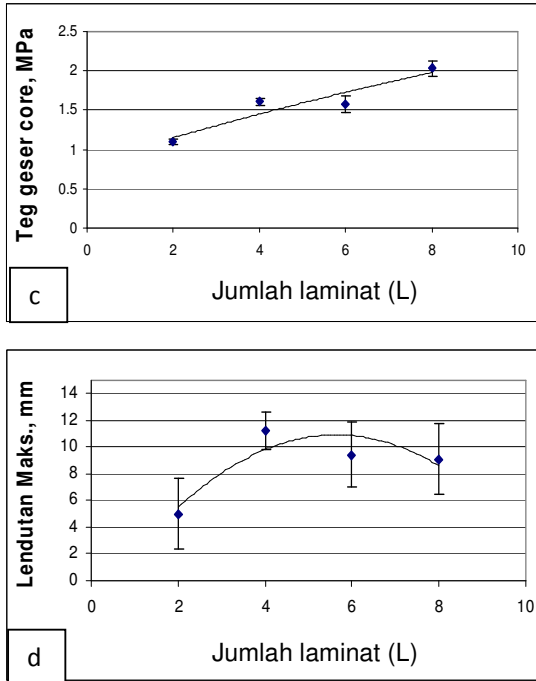 2.5
2
1.5
1
0.5
0
0 2 4 6 8 10
Teg geser core, MPa
Jumlah laminat (L)
c
14
12
10
8
6
4
2
0
0 2 4 6 8 10
Lendutan Maks., mm
Jumlah laminat (L)
d